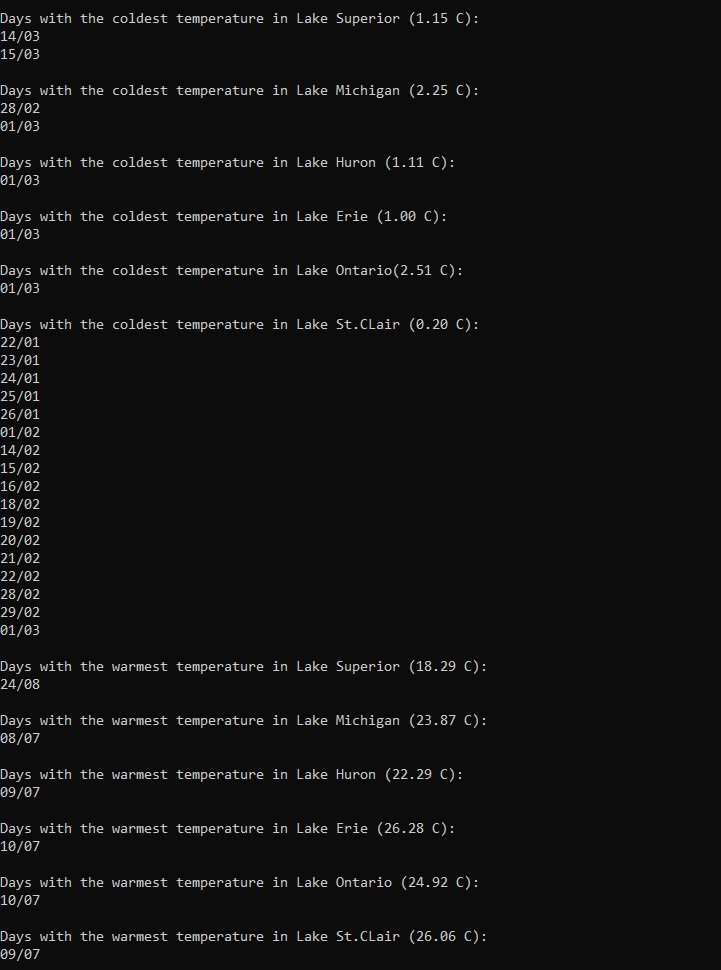 Days with the coldest temperature in Lake Superior (1.15 C):
14/03
15/03
Days with the coldest temperature in Lake Michigan (2.25 C):
28/02
01/03
Days with the coldest temperature in Lake Huron (1.11 C):
01/03
Days with the coldest temperature in Lake Erie (1.00 C):
01/03
Days with the coldest temperature in Lake Ontario(2.51 C):
01/03
Days with the coldest temperature in Lake St.CLair (0.20 C):
22/01
23/01
24/01
25/01
26/01
01/02
14/02
15/02
16/02
18/02
19/02
20/02
21/02
22/02
28/02
29/02
01/03
Days with the warmest temperature in Lake Superior (18.29 C):
24/08
Days with the warmest temperature in Lake Michigan (23.87 C):
08/07
Days with the warmest temperature in Lake Huron (22.29 C):
09/07
Days with the warmest temperature in Lake Erie (26.28 C):
10/07
Days with the warmest temperature in Lake Ontario (24.92 C):
10/07
Days with the warmest temperature in Lake St.CLair (26.06 C):
09/07